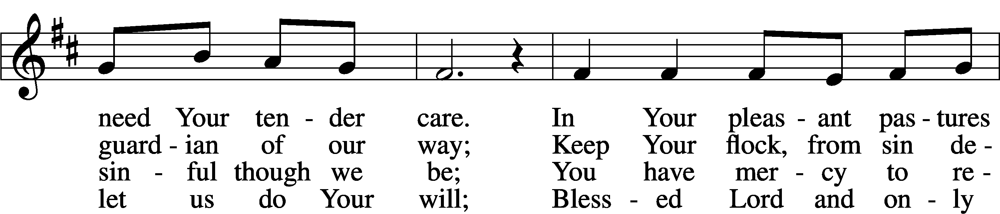 need Your ten - der care. In Your pleas - ant pas - tures
guard - ian of our way; Keep Your flock, from sin de -
sin - ful though we be; You have mer - cy to re -
let us do Your will; Bless - ed Lord and on - ly